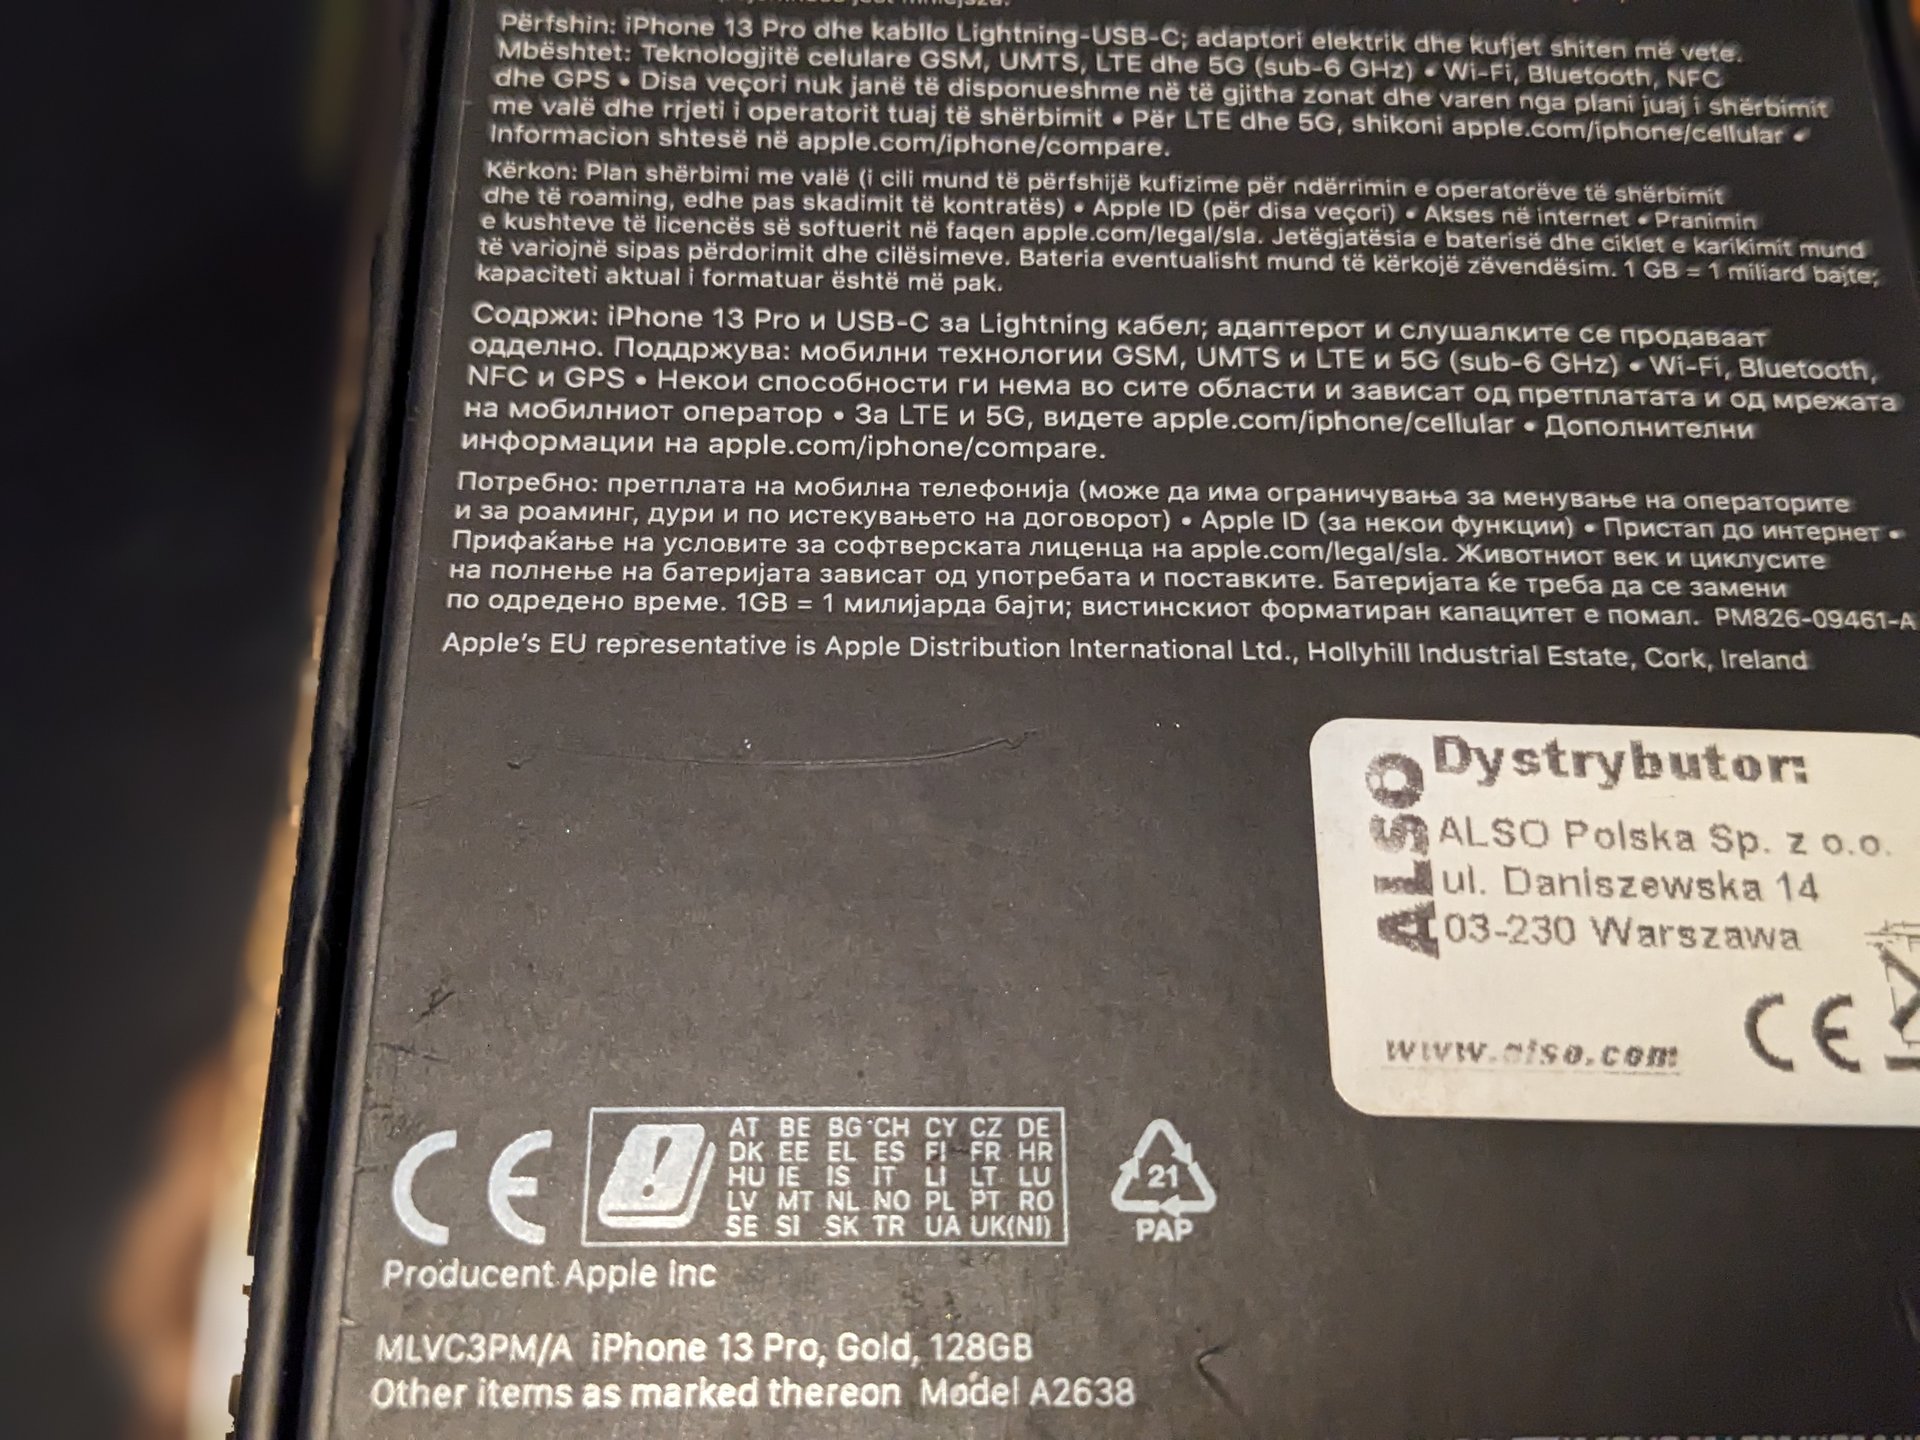 Përfshin: iPhone 13 Pro dhe kabllo Lightning-USB-C; adaptori elektrik dhe kufjet shiten më vete.
Mbështet: Teknologjitë celulare GSM, UMTS, LTE dhe 5G (sub-6 GHz) • Wi-Fi, Bluetooth, NFC
dhe GPS • Disa veçori nuk janë të disponueshme në të gjitha zonat dhe varen nga plani juaj i shërbimit
me valë dhe rrjeti i operatorit tuaj të shërbimit • Për LTE dhe 5G, shikoni apple.com/iphone/cellular •
Informacion shtesë në apple.com/iphone/compare.
Kërkon: Plan shërbimi me valë (i cili mund të përfshijë kufizime për ndërrimin e operatorëve të shërbimit
dhe të roaming, edhe pas skadimit të kontratës) • Apple ID (për disa veçori) • Akses në internet • Pranimin
e kushteve të licencës së softuerit në faqen apple.com/legal/sla. Jetëgjatësia e baterisë dhe ciklet e karikimit mund
të variojnë sipas përdorimit dhe cilësimeve. Bateria eventualisht mund të kërkojë zëvendësim. 1 GB = 1 miliard bajte;
kapaciteti aktual i formatuar është më pak.
Содржи: iPhone 13 Pro и USB-C за Lightning кабел; адаптерот и слушалките се продаваат
одделно. Поддржува: мобилни технологии GSM, UMTS и LTE и 5G (sub-6 GHz) • Wi-Fi, Bluetooth,
NFC и GPS • Некои способности ги нема во сите области и зависат од претплатата и од мрежата
на мобилниот оператор • За LTE и 5G, видете apple.com/iphone/cellular • Дополнителни
информации на apple.com/iphone/compare.
Потребно: претплата на мобилна телефонија (може да има ограничувања за менување на операторите
и за роаминг, дури и по истекувањето на договорот) • Apple ID (за некои функции) • Пристап до интернет •
Прифаќање на условите за софтверската лиценца на apple.com/legal/sla. Животниот век и циклусите
на полнење на батеријата зависат од употребата и поставките. Батеријата ќе треба да се замени
по одредено време. 1GB = 1 милијарда бајти; вистинскиот форматиран капацитет е помал. PM826-09461-A
Apple's EU representative is Apple Distribution International Ltd., Hollyhill Industrial Estate, Cork, Ireland
ALSO
Dystrybutor:
ALSO Polska Sp. z o.o.
ul. Daniszewska 14
03-230 Warszawa
www.also.com
CE
CE
AT BE BG CH CY CZ DE
DK EE EL ES FI FR HR
HU IE IS IT LI LT LU
LV MT NL NO PL PT RO
SE SI SK TR UA UK(NI)
21
PAP
Producent Apple Inc
MLVC3PM/A iPhone 13 Pro, Gold, 128GB
Other items as marked thereon Model A2638